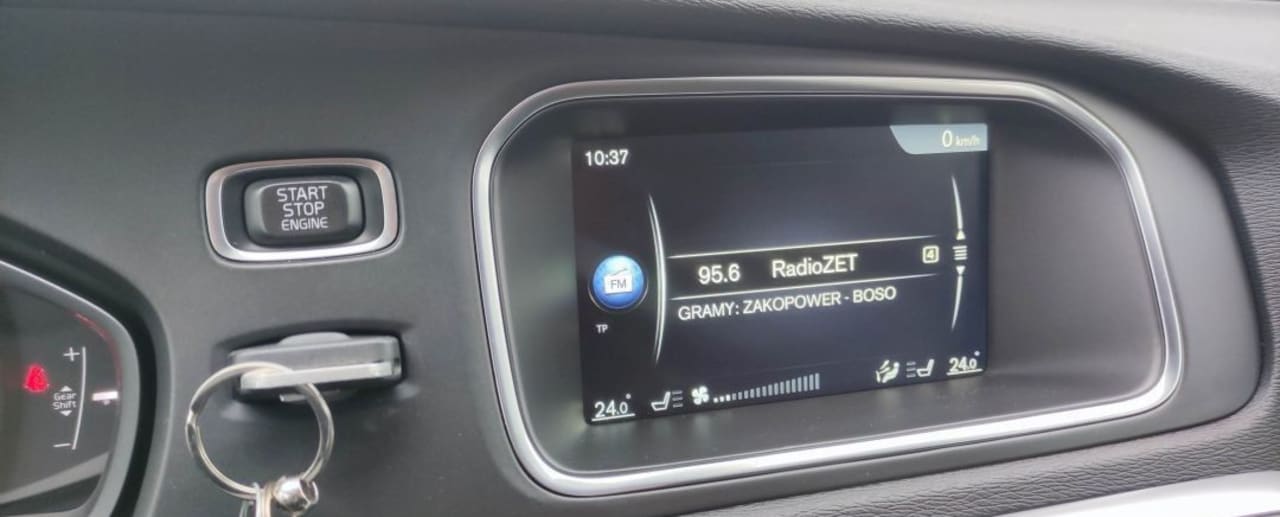 START
STOP
ENGINE
+
Gear
Shift
−
10:37
0 km/h
FM
95.6 RadioZET 4
GRAMY: ZAKOPOWER - BOSO
TP
24.0°
24.0°